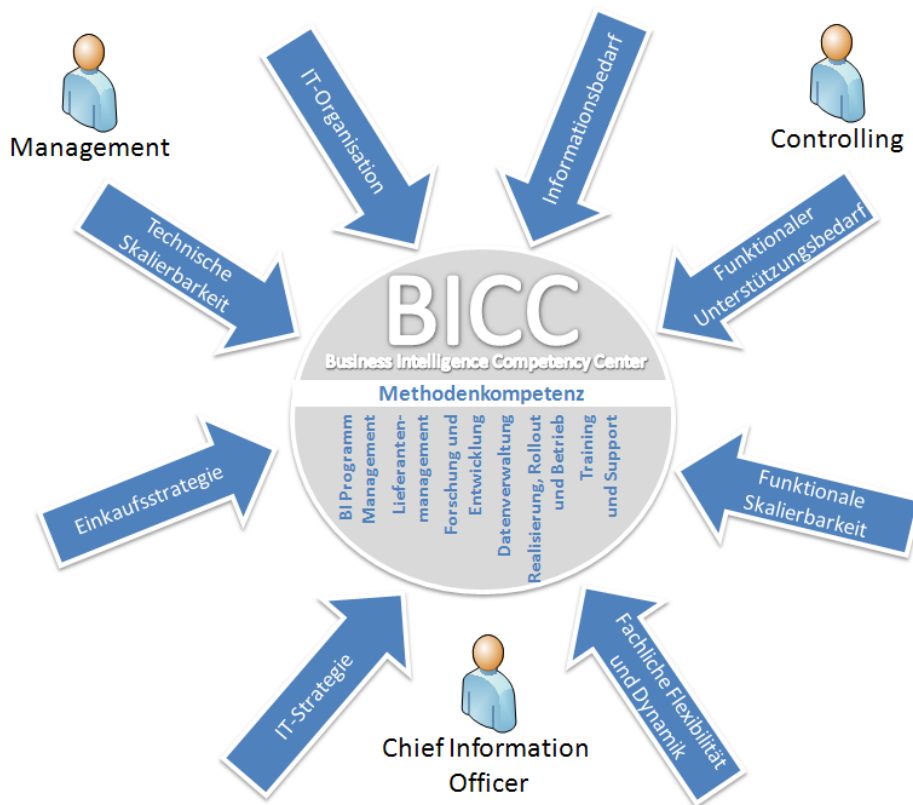 Management
IT-Organisation
Informationsbedarf
Controlling
Technische
Skalierbarkeit
Funktionaler
Unterstützungsbedarf
BICC
Business Intelligence Competency Center
Methodenkompetenz
BI Programm
Management
Lieferanten-
management
Forschung und
Entwicklung
Datenverwaltung
Realisierung, Rollout
und Betrieb
Training
und Support
Einkaufsstrategie
Funktionale
Skalierbarkeit
IT-Strategie
Chief Information
Officer
Fachliche Flexibilität
und Dynamik